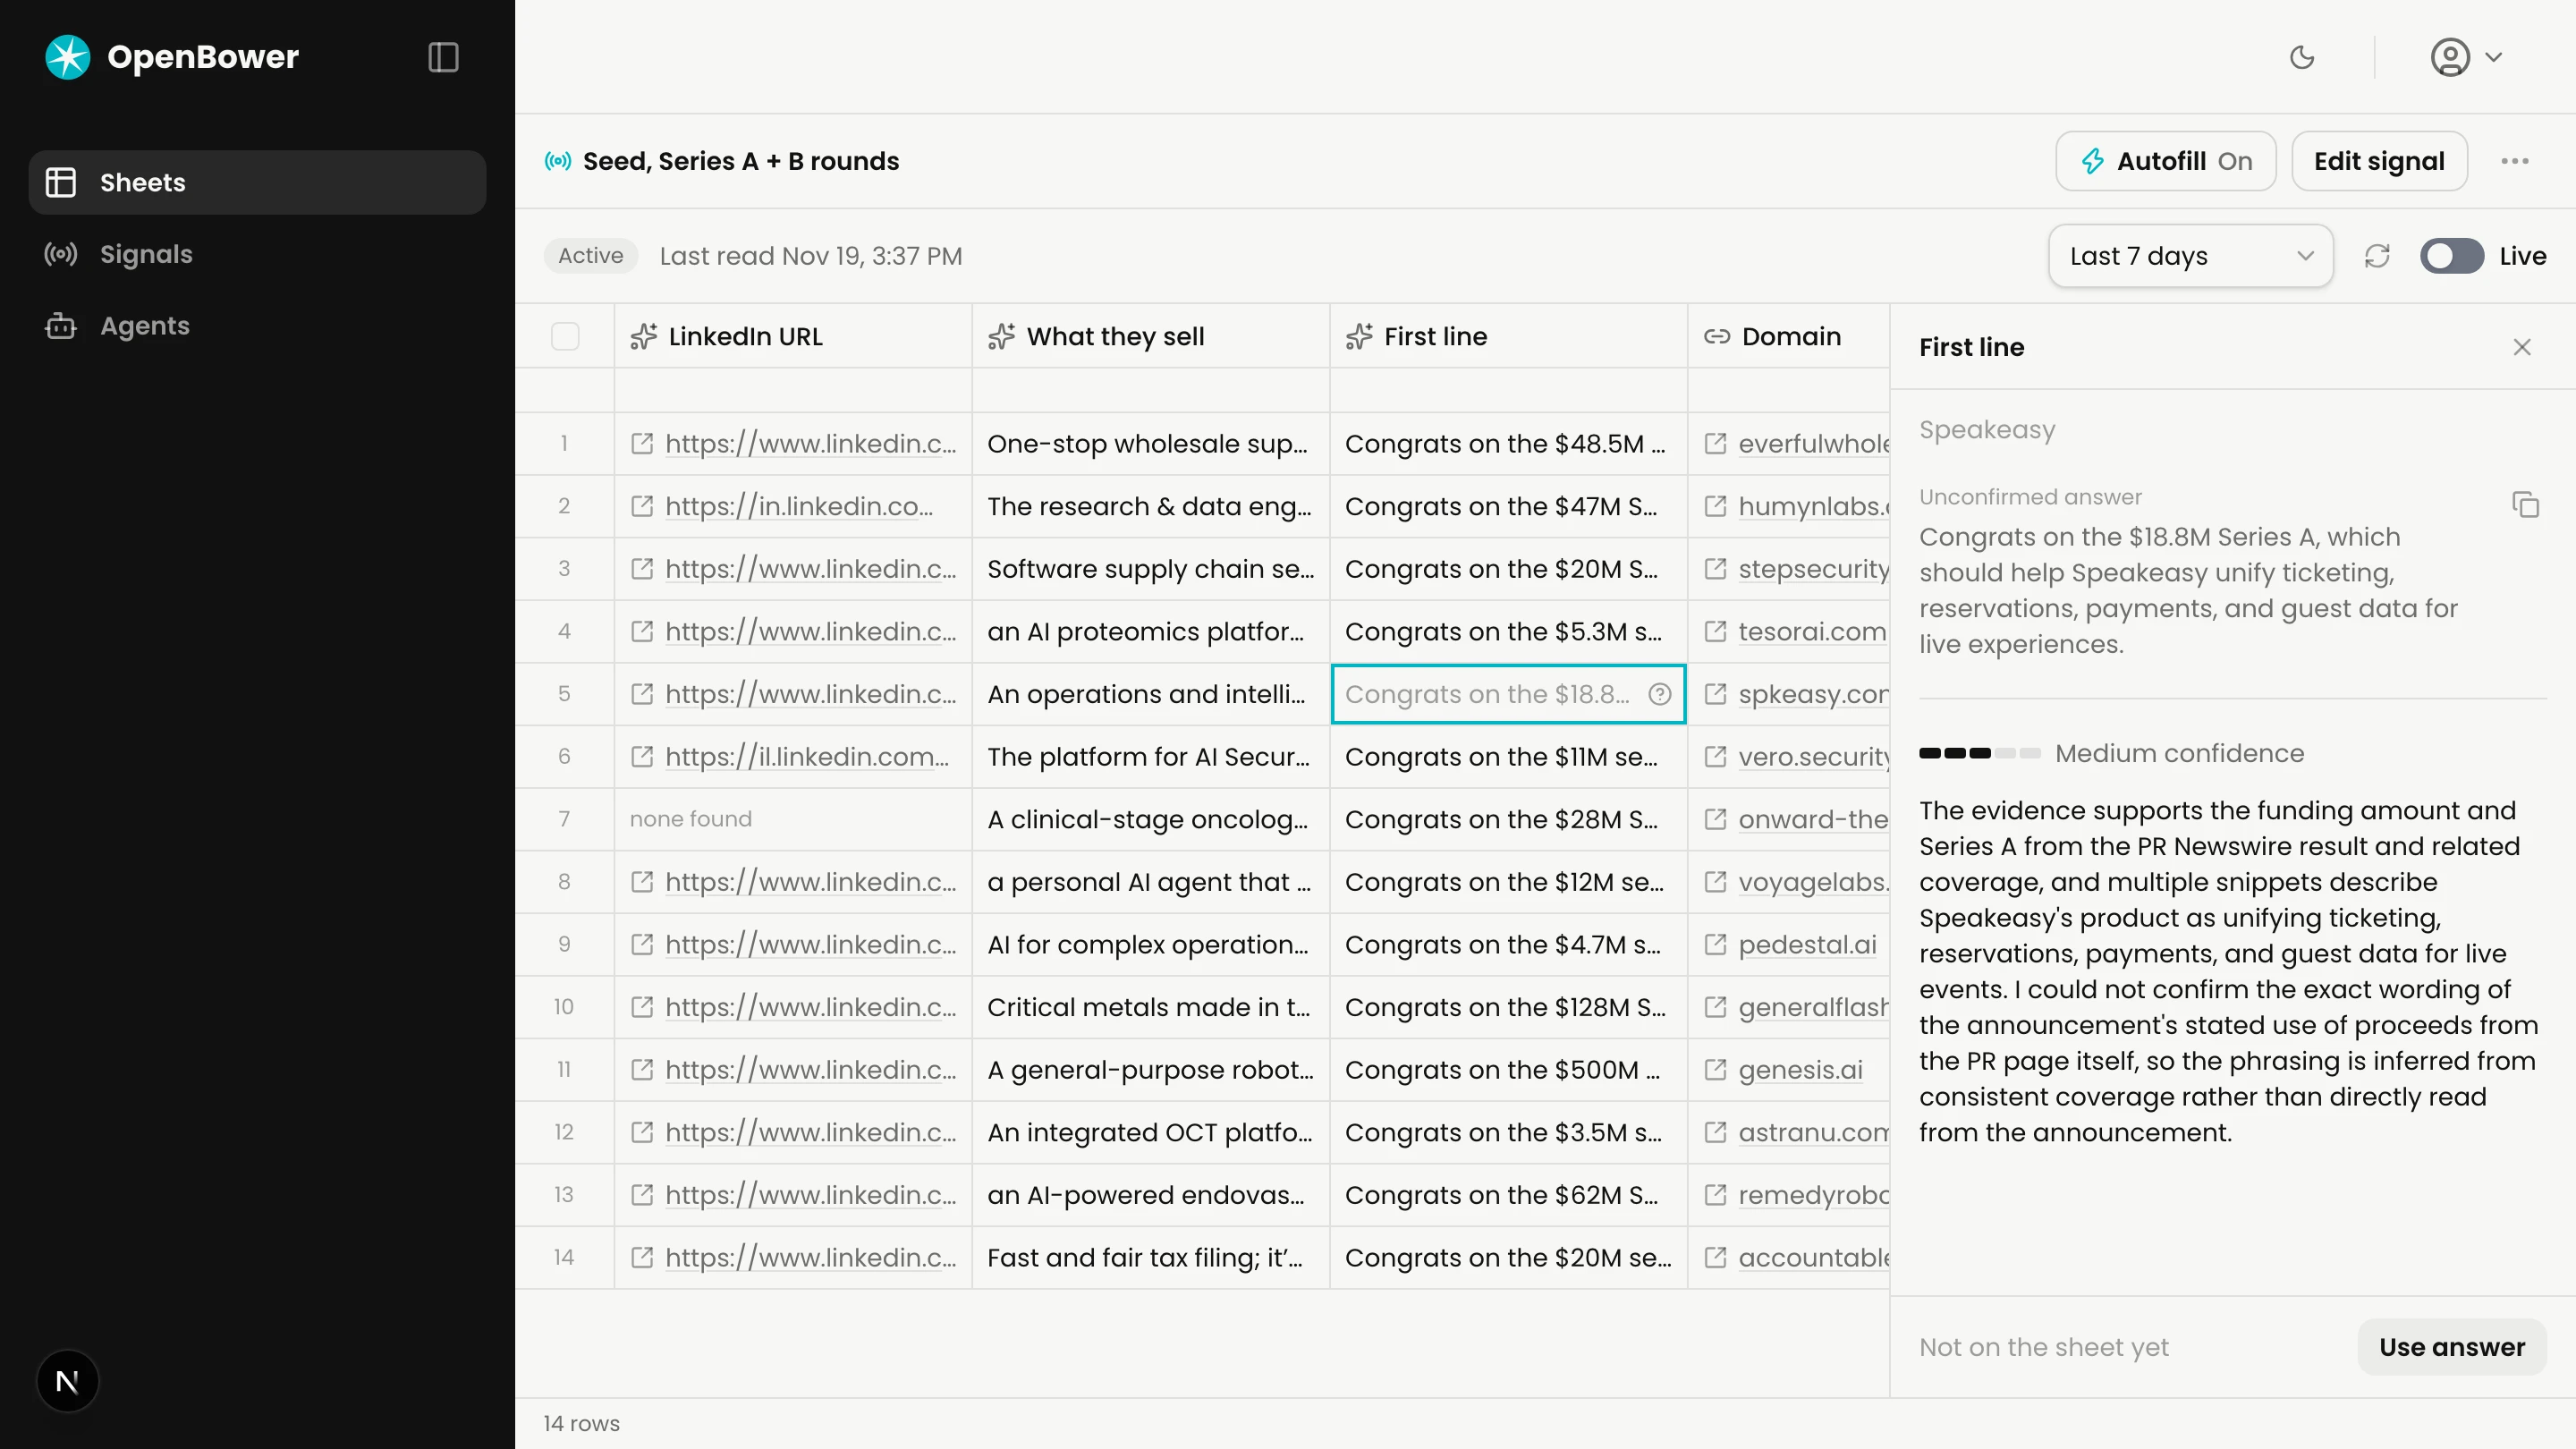 OpenBower
Sheets
Signals
Agents
N
Seed, Series A + B rounds
Autofill On
Edit signal
Active
Last read Nov 19, 3:37 PM
Last 7 days
Live
LinkedIn URL What they sell First line Domain
1 https://www.linkedin.c... One-stop wholesale sup... Congrats on the $48.5M ... everfulwhole
2 https://in.linkedin.co... The research & data eng... Congrats on the $47M S... humynlabs.
3 https://www.linkedin.c... Software supply chain se... Congrats on the $20M S... stepsecurity
4 https://www.linkedin.c... an AI proteomics platfor... Congrats on the $5.3M s... tesorai.com
5 https://www.linkedin.c... An operations and intelli... Congrats on the $18.8... spkeasy.com
6 https://il.linkedin.com... The platform for AI Secur... Congrats on the $11M se... vero.security
7 none found A clinical-stage oncolog... Congrats on the $28M S... onward-the
8 https://www.linkedin.c... a personal AI agent that ... Congrats on the $12M se... voyagelabs.
9 https://www.linkedin.c... AI for complex operation... Congrats on the $4.7M s... pedestal.ai
10 https://www.linkedin.c... Critical metals made in t... Congrats on the $128M S... generalflash
11 https://www.linkedin.c... A general-purpose robot... Congrats on the $500M ... genesis.ai
12 https://www.linkedin.c... An integrated OCT platfo... Congrats on the $3.5M s... astranu.com
13 https://www.linkedin.c... an AI-powered endovas... Congrats on the $62M S... remedyrobo
14 https://www.linkedin.c... Fast and fair tax filing; it’... Congrats on the $20M se... accountable
14 rows
First line
Speakeasy
Unconfirmed answer
Congrats on the $18.8M Series A, which
should help Speakeasy unify ticketing,
reservations, payments, and guest data for
live experiences.
Medium confidence
The evidence supports the funding amount and
Series A from the PR Newswire result and related
coverage, and multiple snippets describe
Speakeasy's product as unifying ticketing,
reservations, payments, and guest data for live
events. I could not confirm the exact wording of
the announcement's stated use of proceeds from
the PR page itself, so the phrasing is inferred from
consistent coverage rather than directly read
from the announcement.
Not on the sheet yet
Use answer